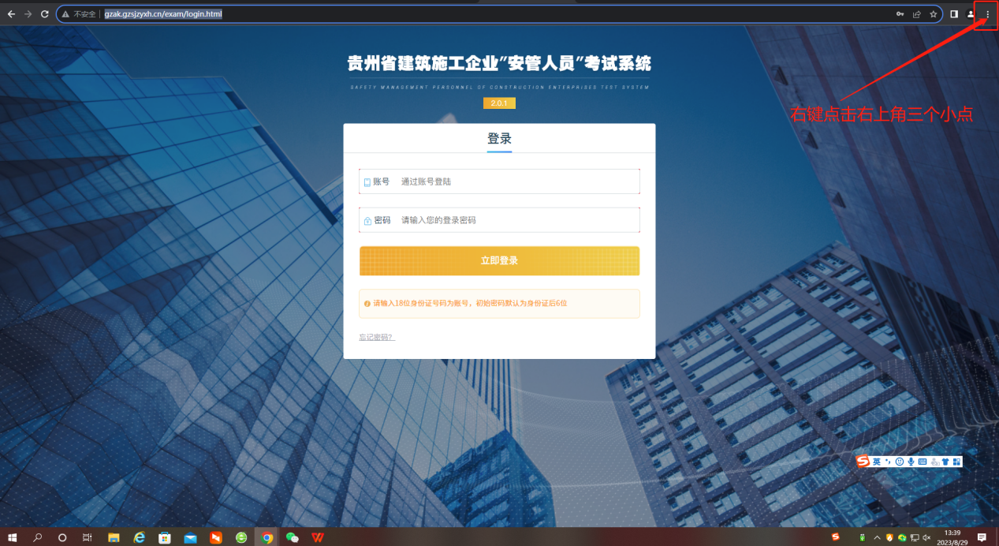 不安全 gzak.gzsjzyxh.cn/exam/login.html
贵州省建筑施工企业"安管人员"考试系统
SAFETY MANAGEMENT PERSONNEL OF CONSTRUCTION ENTERPRISES TEST SYSTEM
2.0.1
右键点击右上角三个小点
登录
账号 通过账号登陆
密码 请输入您的登录密码
立即登录
请输入18位身份证号码为账号，初始密码默认为身份证后6位
忘记密码?
英
13:39
2023/8/29